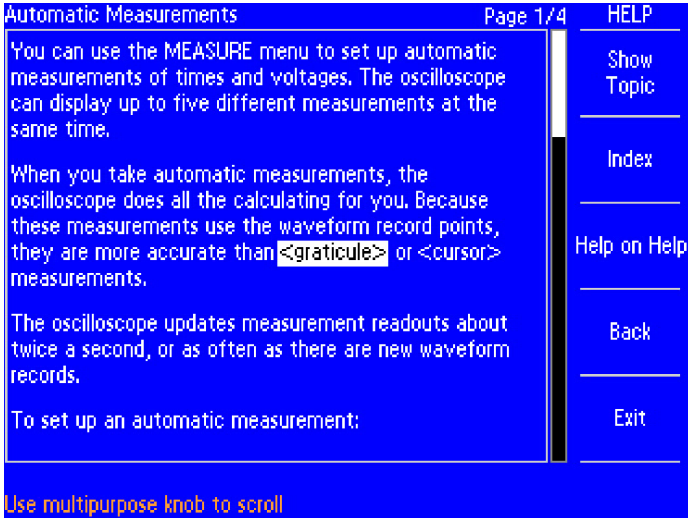 Automatic Measurements Page 1/4 HELP
You can use the MEASURE menu to set up automatic
measurements of times and voltages. The oscilloscope
can display up to five different measurements at the
same time.
When you take automatic measurements, the
oscilloscope does all the calculating for you. Because
these measurements use the waveform record points,
they are more accurate than <graticule> or <cursor>
measurements.
The oscilloscope updates measurement readouts about
twice a second, or as often as there are new waveform
records.
To set up an automatic measurement:
Show
Topic
Index
Help on Help
Back
Exit
Use multipurpose knob to scroll